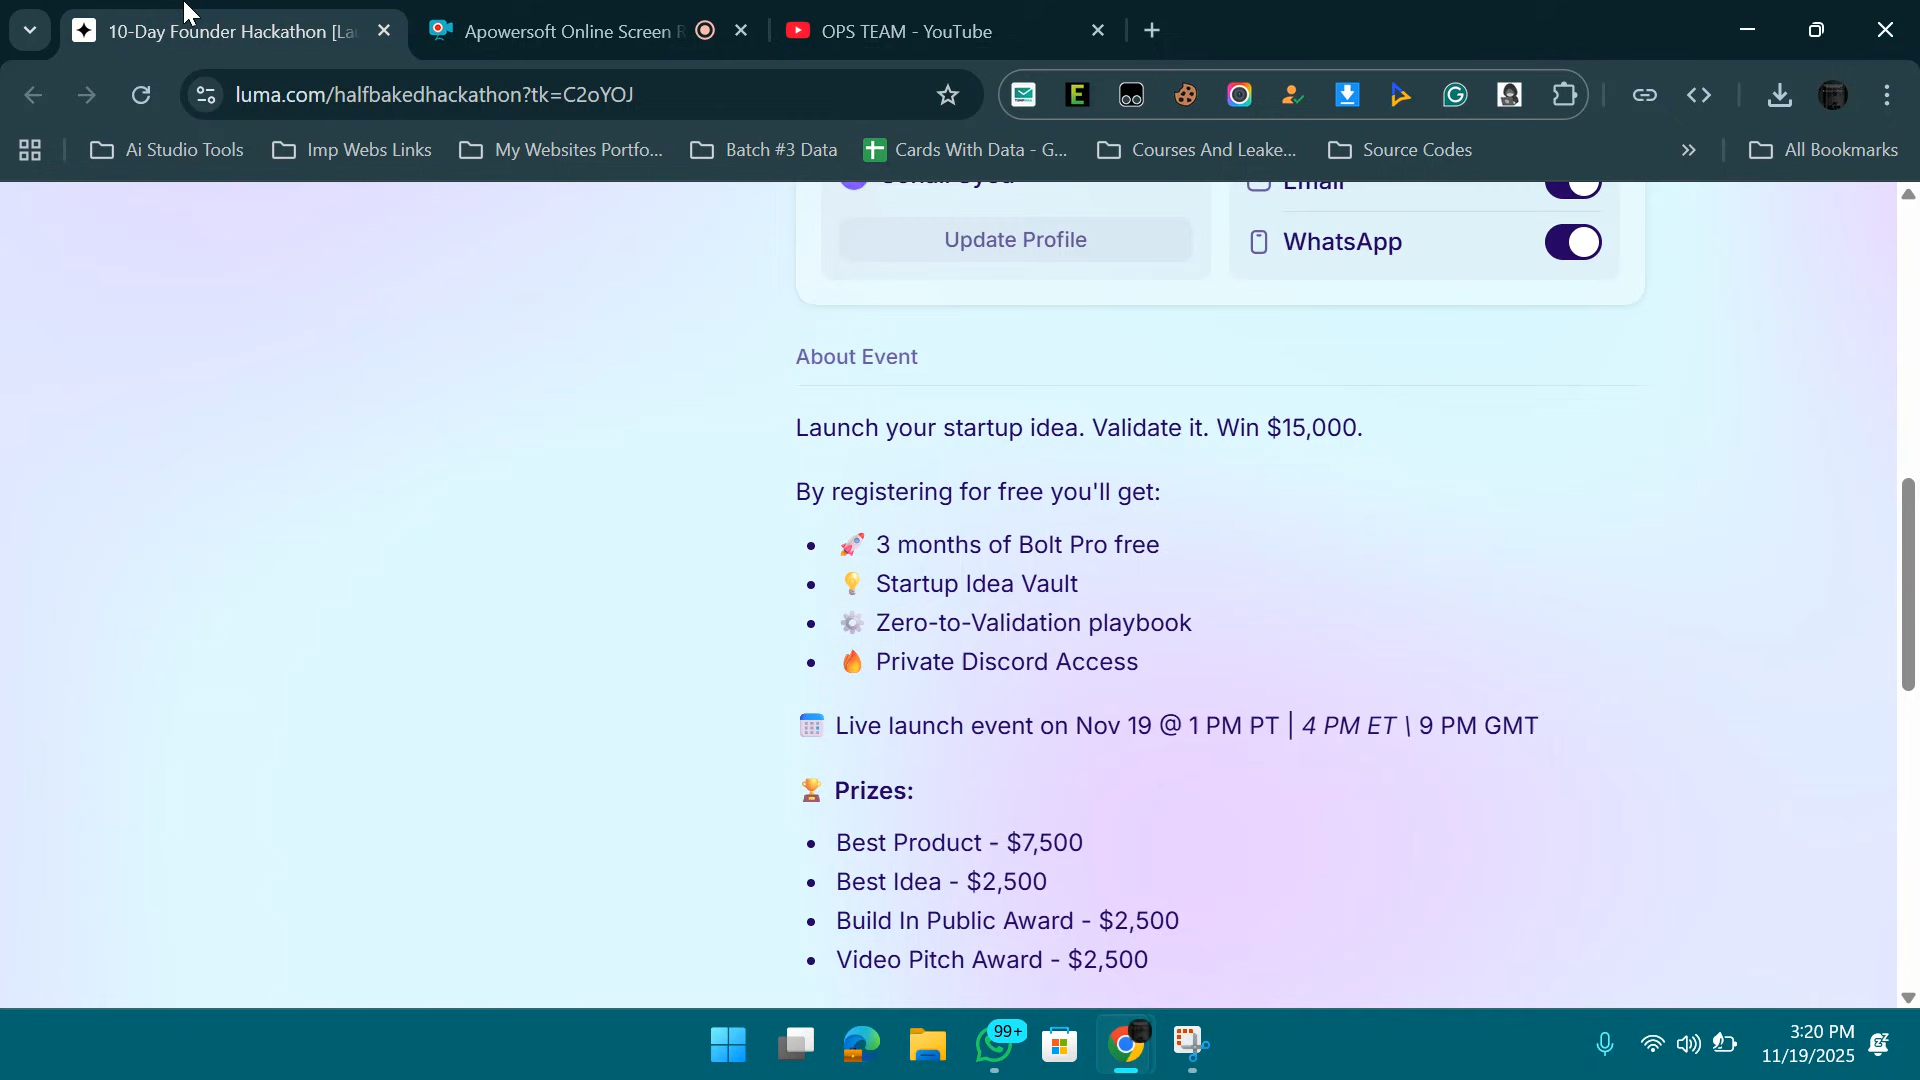 10-Day Founder Hackathon [La
Apowersoft Online Screen R
OPS TEAM - YouTube
luma.com/halfbakedhackathon?tk=C2oYOJ
Ai Studio Tools
Imp Webs Links
My Websites Portfo...
Batch #3 Data
Cards With Data - G...
Courses And Leake...
Source Codes
All Bookmarks
Email
Update Profile
WhatsApp
About Event
Launch your startup idea. Validate it. Win $15,000.
By registering for free you'll get:
• 🚀 3 months of Bolt Pro free
• 💡 Startup Idea Vault
• ⚙️ Zero-to-Validation playbook
• 🔥 Private Discord Access
📅 Live launch event on Nov 19 @ 1 PM PT | 4 PM ET \ 9 PM GMT
🏆 Prizes:
• Best Product - $7,500
• Best Idea - $2,500
• Build In Public Award - $2,500
• Video Pitch Award - $2,500
99+
3:20 PM
11/19/2025